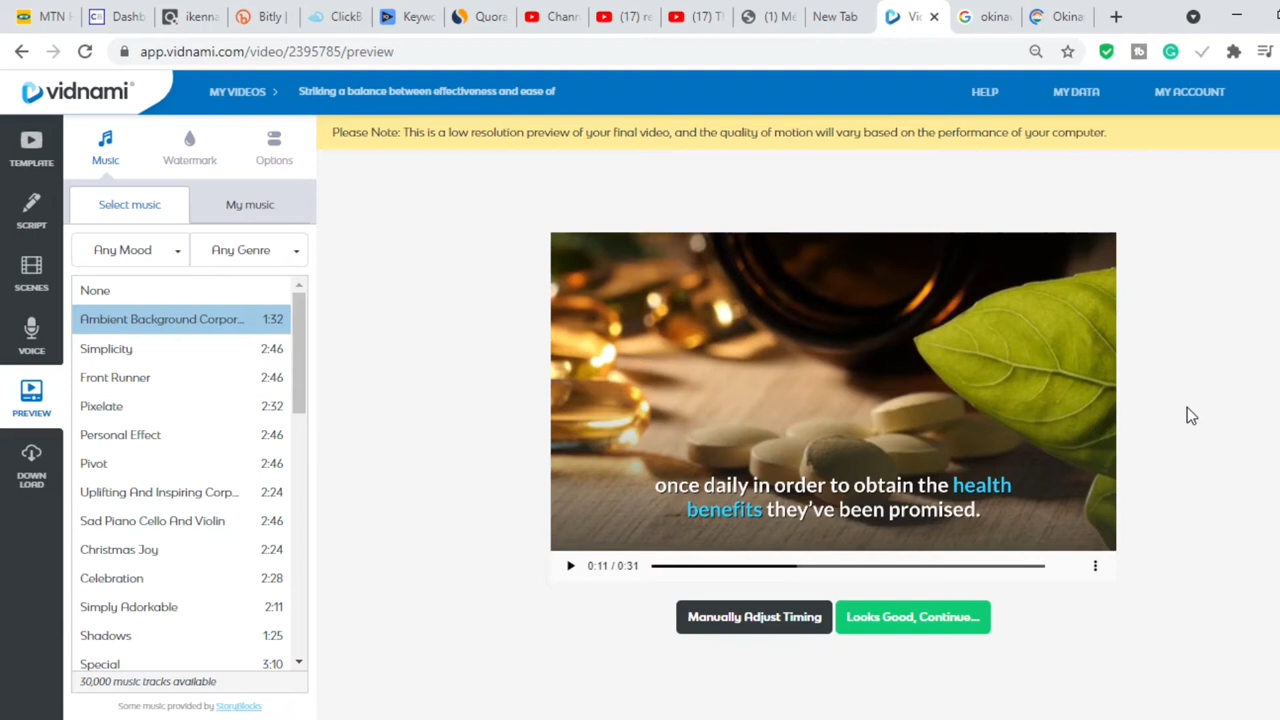 MTN
Dashb
ikenna
Bitly |
ClickB
Keywo
Quora
Chann
(17) re
(17) Ti
(1) Me
New Tab
Vid
okina
Okina
app.vidnami.com/video/2395785/preview
vidnami
MY VIDEOS >
Striking a balance between effectiveness and ease of
HELP
MY DATA
MY ACCOUNT
TEMPLATE
SCRIPT
SCENES
VOICE
PREVIEW
DOWN
LOAD
Music
Watermark
Options
Please Note: This is a low resolution preview of your final video, and the quality of motion will vary based on the performance of your computer.
Select music
My music
Any Mood
Any Genre
None
Ambient Background Corpor... 1:32
Simplicity 2:46
Front Runner 2:46
Pixelate 2:32
Personal Effect 2:46
Pivot 2:46
Uplifting And Inspiring Corp... 2:24
Sad Piano Cello And Violin 2:46
Christmas Joy 2:24
Celebration 2:28
Simply Adorkable 2:11
Shadows 1:25
Special 3:10
30,000 music tracks available
Some music provided by StoryBlocks
once daily in order to obtain the health
benefits they've been promised.
0:11 / 0:31
Manually Adjust Timing
Looks Good, Continue...